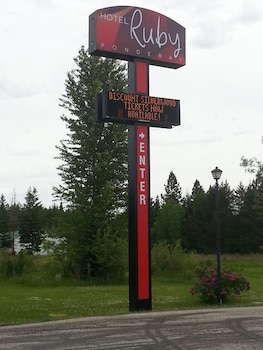 HOTEL
Ruby
PONDERAY
DISCOUNT SILVERWOOD
TICKETS NOW
AVAILABLE!
→ ENTER